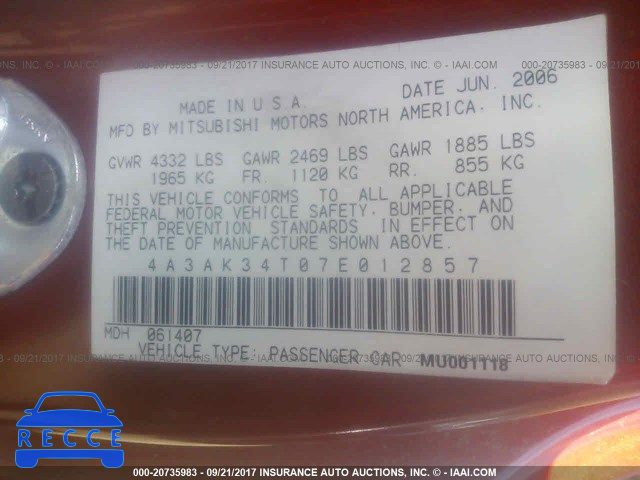 000-20735983 - 09/21/2017 INSURANCE AUTO AUCTIONS, INC. - © - IAAI.COM
MADE IN U S A.
DATE JUN. 2006
MFD BY MITSUBISHI MOTORS NORTH AMERICA, INC.
GVWR 4332 LBS GAWR 2469 LBS GAWR 1885 LBS
1965 KG FR. 1120 KG RR. 855 KG
THIS VEHICLE CONFORMS TO ALL APPLICABLE
FEDERAL MOTOR VEHICLE SAFETY, BUMPER, AND
THEFT PREVENTION STANDARDS IN EFFECT ON
THE DATE OF MANUFACTURE SHOWN ABOVE.
4A3AK34T07E012857
MDH 061407
VEHICLE TYPE: PASSENGER CAR MU001118
RECCE
000-20735983 - 09/21/2017 INSURANCE AUTO AUCTIONS, INC. - © - IAAI.COM